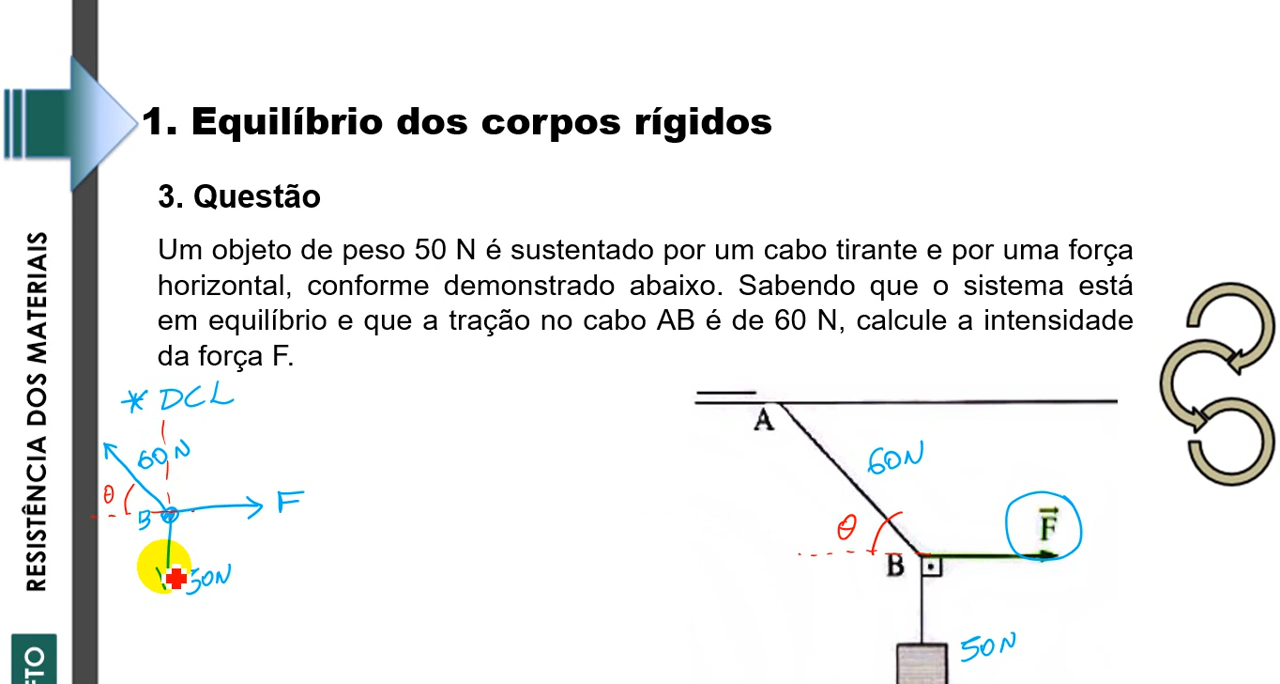 1. Equilíbrio dos corpos rígidos
3. Questão
Um objeto de peso 50 N é sustentado por um cabo tirante e por uma força
horizontal, conforme demonstrado abaixo. Sabendo que o sistema está
em equilíbrio e que a tração no cabo AB é de 60 N, calcule a intensidade
da força F.
* DCL
60N
θ
B
F
50N
A
60N
θ
F
B
50N
RESISTÊNCIA DOS MATERIAIS